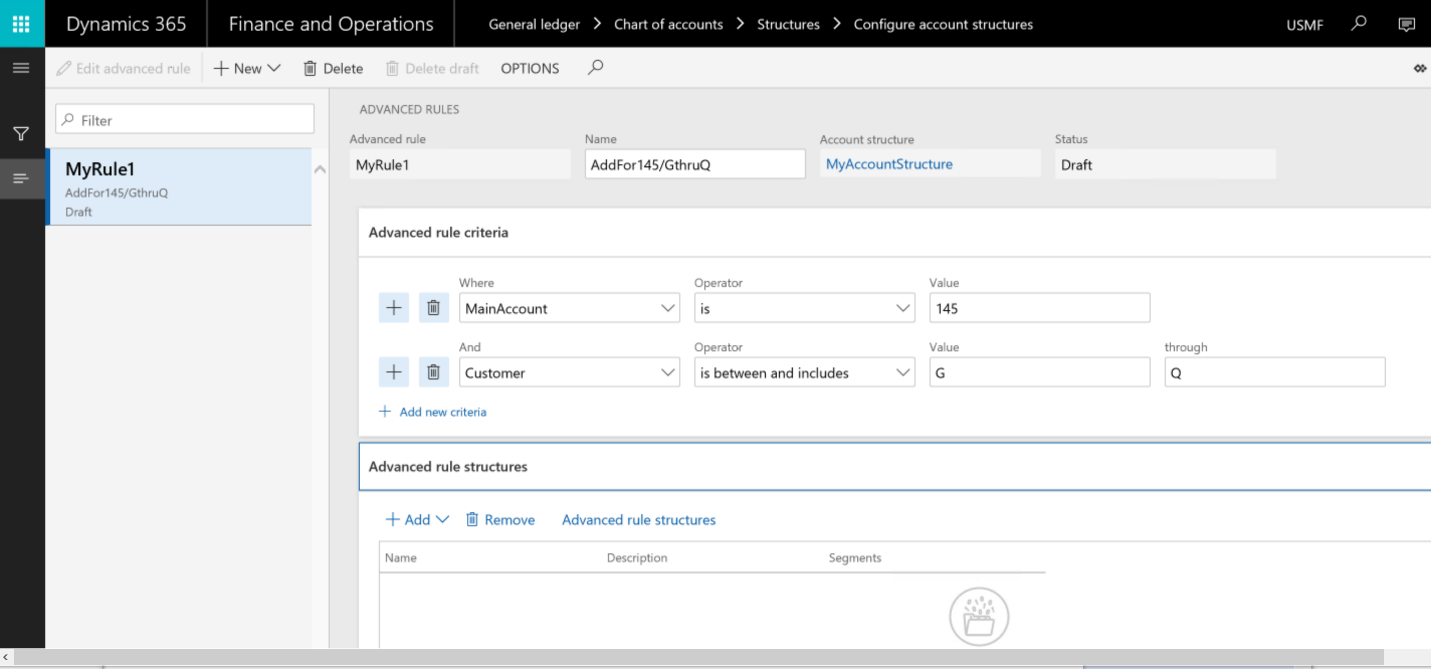 Dynamics 365 Finance and Operations General ledger > Chart of accounts > Structures > Configure account structures USMF
Edit advanced rule New Delete Delete draft OPTIONS
Filter
MyRule1
AddFor145/GthruQ
Draft
ADVANCED RULES
Advanced rule Name Account structure Status
MyRule1 AddFor145/GthruQ MyAccountStructure Draft
Advanced rule criteria
Where Operator Value
MainAccount is 145
And Operator Value through
Customer is between and includes G Q
Add new criteria
Advanced rule structures
Add Remove Advanced rule structures
Name Description Segments